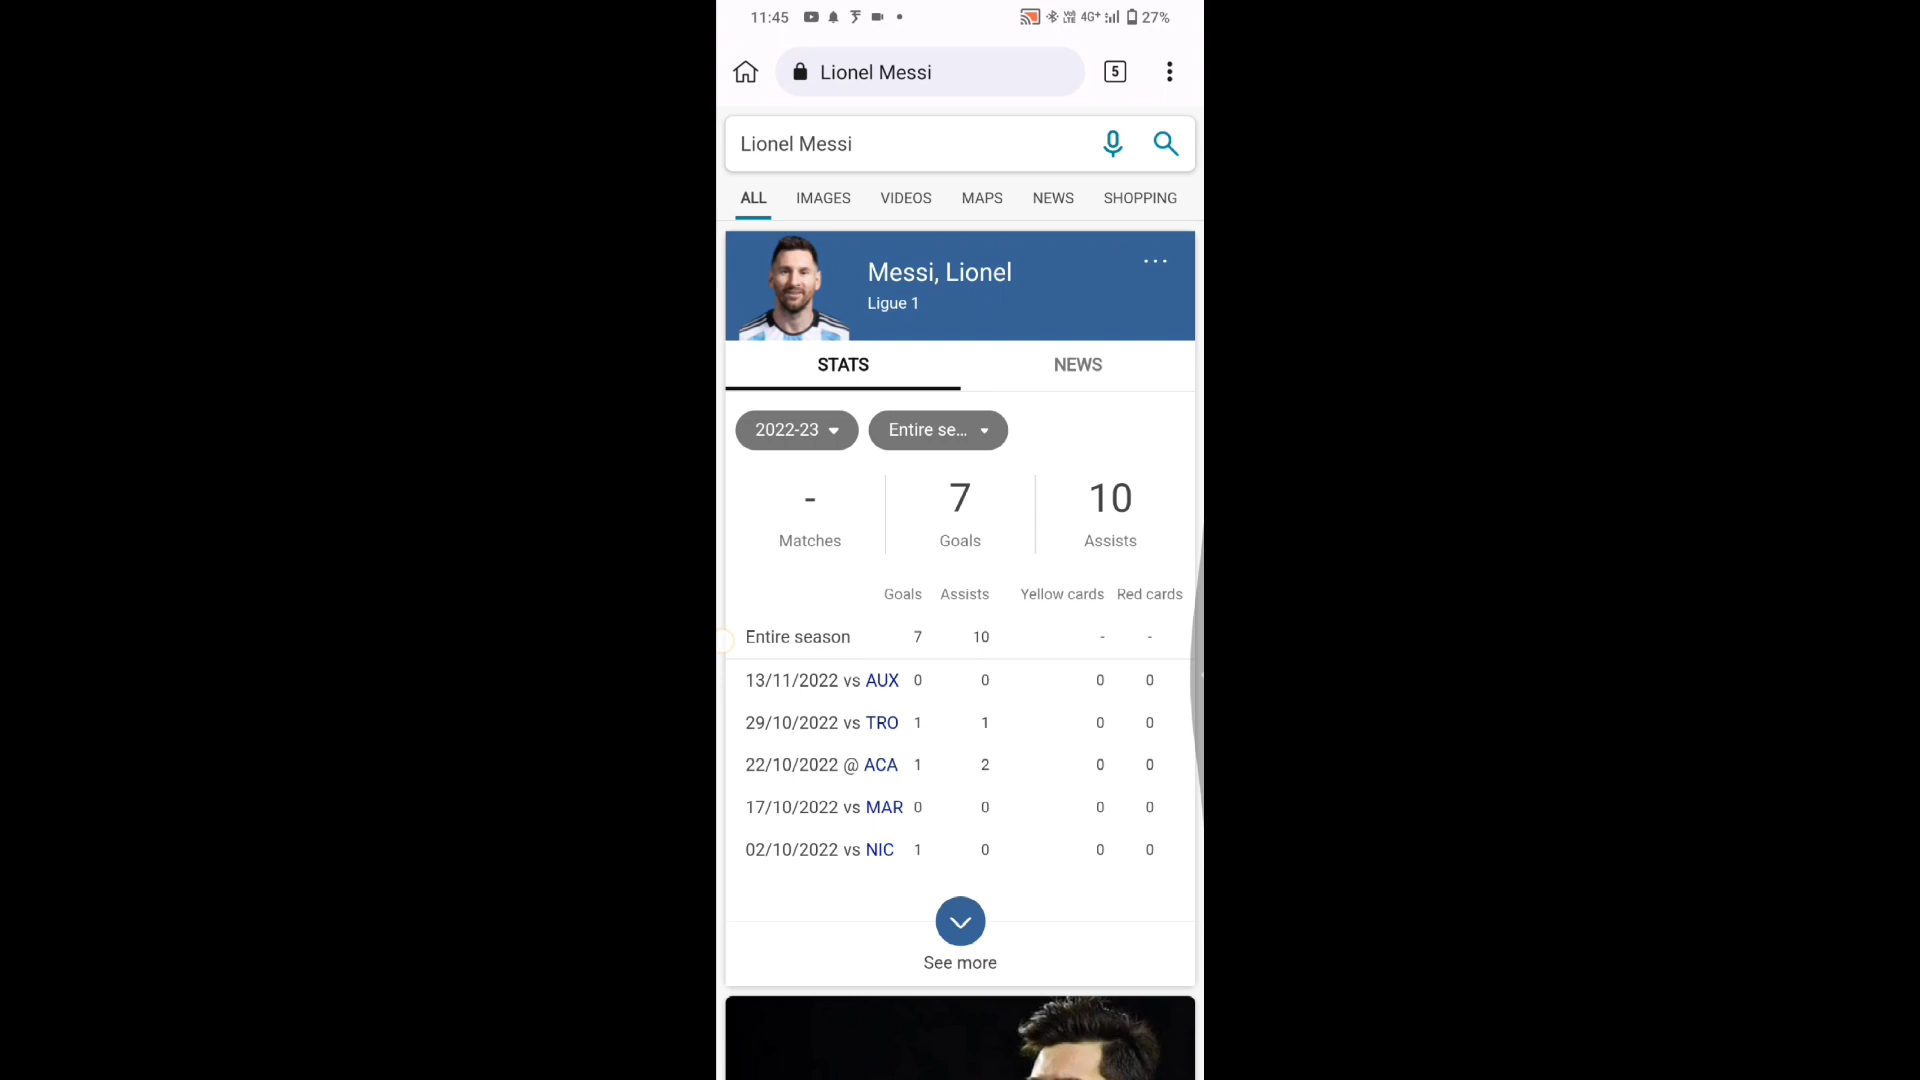 11:45 4G+ 27%
Lionel Messi 5
Lionel Messi
ALL IMAGES VIDEOS MAPS NEWS SHOPPING
Messi, Lionel
Ligue 1
STATS NEWS
2022-23 Entire se...
- 7 10
Matches Goals Assists
Goals Assists Yellow cards Red cards
Entire season 7 10 - -
13/11/2022 vs AUX 0 0 0 0
29/10/2022 vs TRO 1 1 0 0
22/10/2022 @ ACA 1 2 0 0
17/10/2022 vs MAR 0 0 0 0
02/10/2022 vs NIC 1 0 0 0
See more